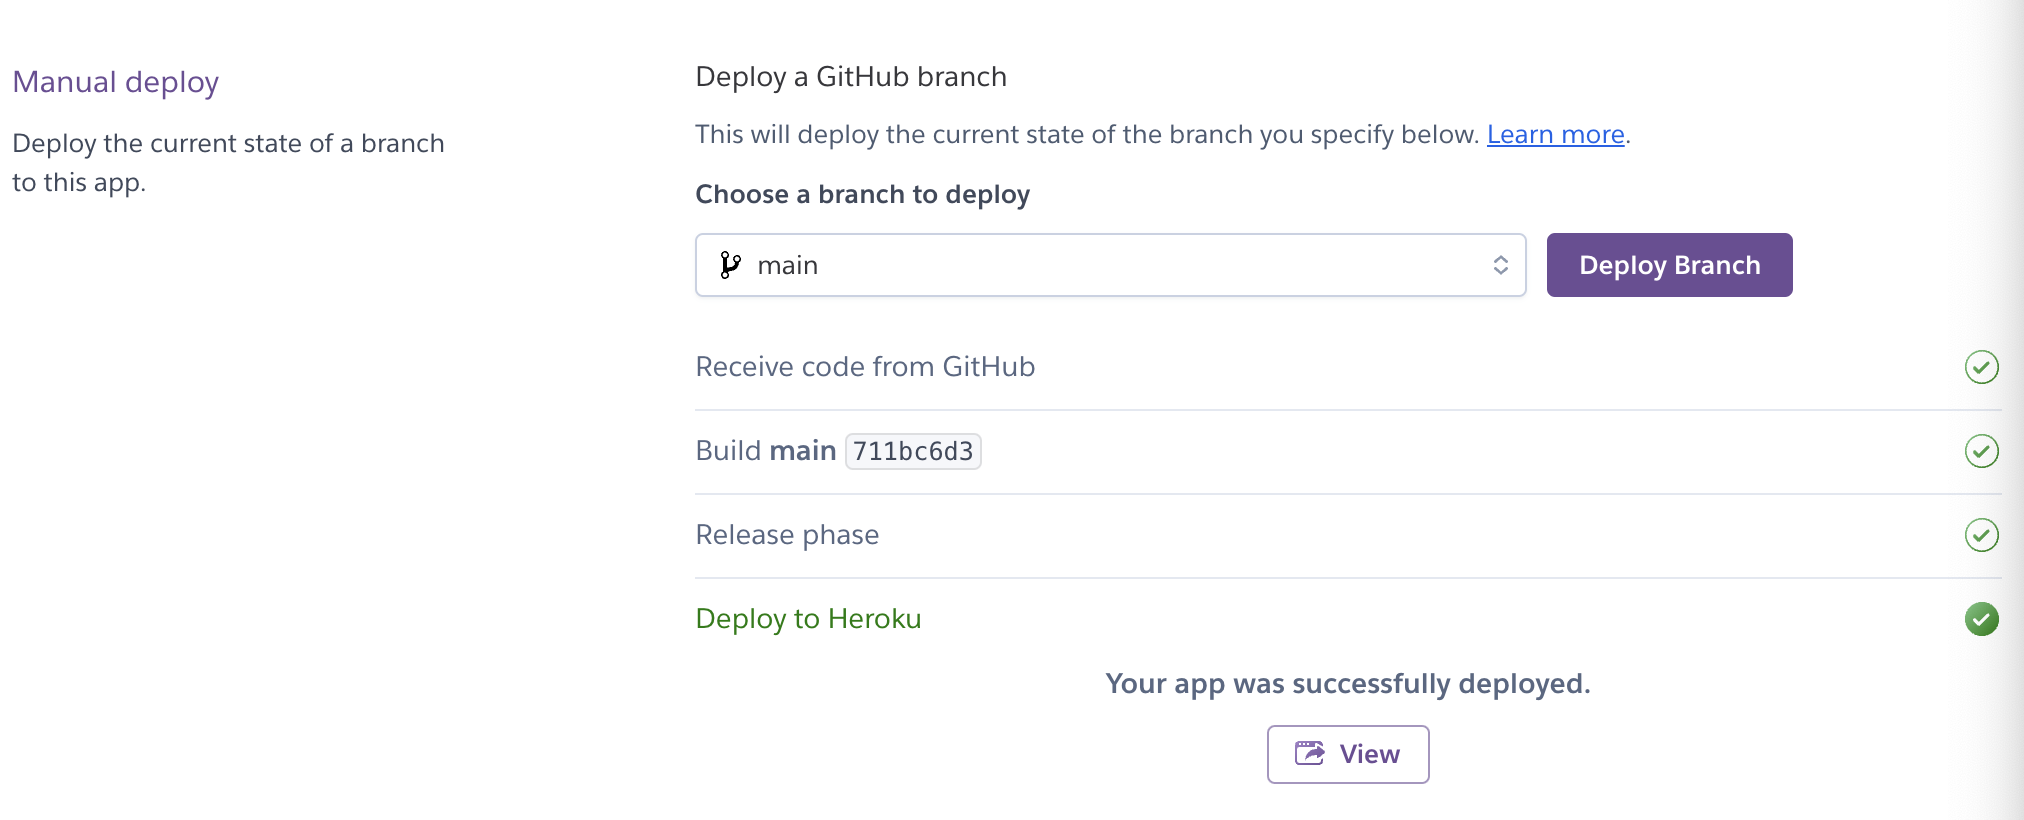 Manual deploy
Deploy the current state of a branch
to this app.
Deploy a GitHub branch
This will deploy the current state of the branch you specify below. Learn more.
Choose a branch to deploy
main
Deploy Branch
Receive code from GitHub
Build main 711bc6d3
Release phase
Deploy to Heroku
Your app was successfully deployed.
View